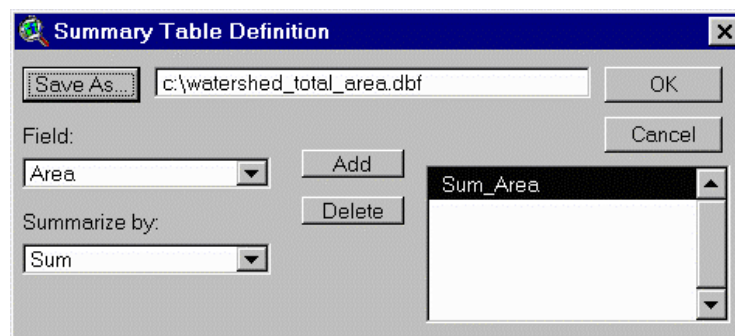 Summary Table Definition
Save As... c:\watershed_total_area.dbf OK
Cancel
Field:
Area
Add
Sum_Area
Delete
Summarize by:
Sum